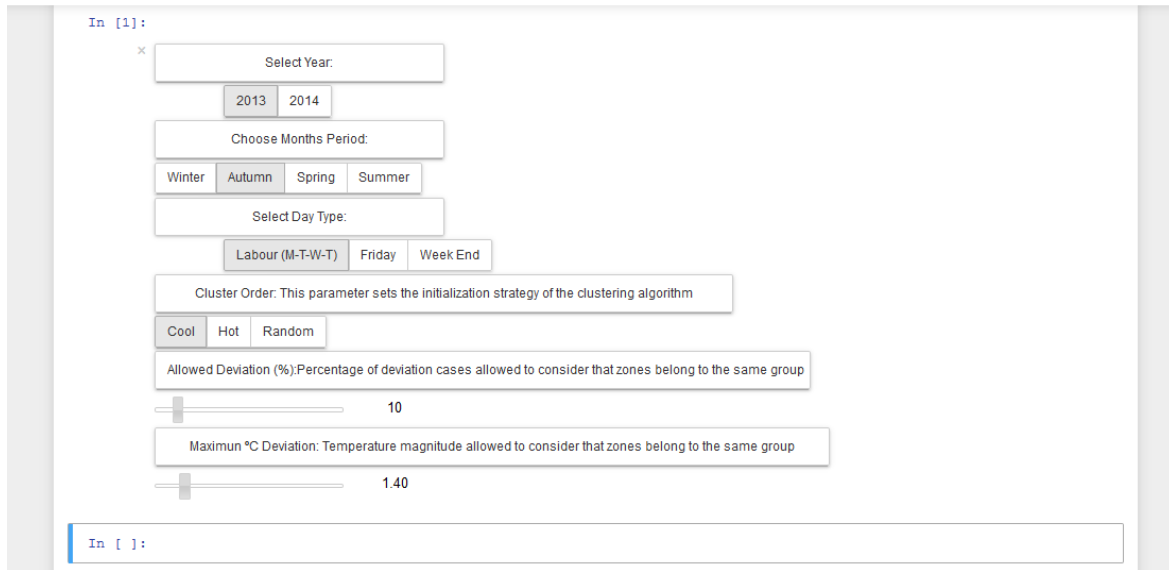 In [1]:
×
Select Year:
2013 2014
Choose Months Period:
Winter Autumn Spring Summer
Select Day Type:
Labour (M-T-W-T) Friday Week End
Cluster Order: This parameter sets the initialization strategy of the clustering algorithm
Cool Hot Random
Allowed Deviation (%):Percentage of deviation cases allowed to consider that zones belong to the same group
10
Maximun ºC Deviation: Temperature magnitude allowed to consider that zones belong to the same group
1.40
In [ ]: